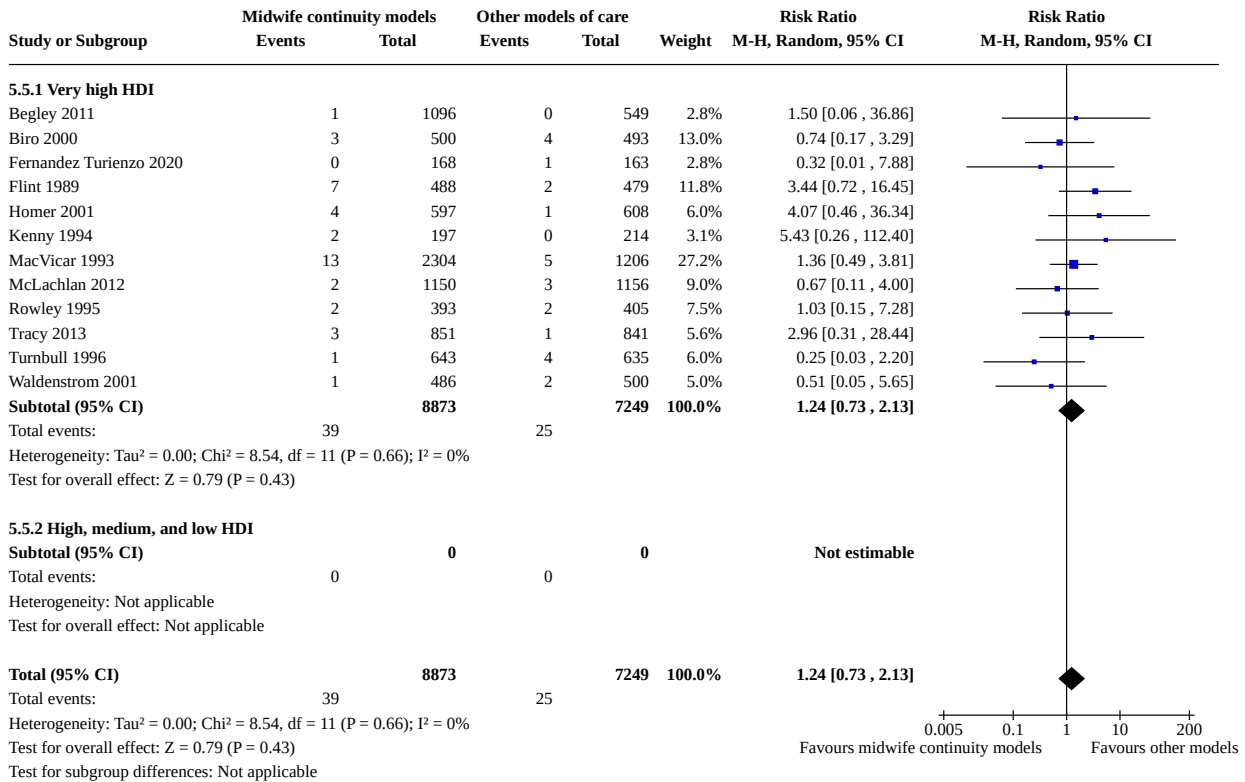 Midwife continuity models Other models of care Risk Ratio Risk Ratio
Study or Subgroup Events Total Events Total Weight M-H, Random, 95% CI M-H, Random, 95% CI
5.5.1 Very high HDI
Begley 2011 1 1096 0 549 2.8% 1.50 [0.06 , 36.86]
Biro 2000 3 500 4 493 13.0% 0.74 [0.17 , 3.29]
Fernandez Turienzo 2020 0 168 1 163 2.8% 0.32 [0.01 , 7.88]
Flint 1989 7 488 2 479 11.8% 3.44 [0.72 , 16.45]
Homer 2001 4 597 1 608 6.0% 4.07 [0.46 , 36.34]
Kenny 1994 2 197 0 214 3.1% 5.43 [0.26 , 112.40]
MacVicar 1993 13 2304 5 1206 27.2% 1.36 [0.49 , 3.81]
McLachlan 2012 2 1150 3 1156 9.0% 0.67 [0.11 , 4.00]
Rowley 1995 2 393 2 405 7.5% 1.03 [0.15 , 7.28]
Tracy 2013 3 851 1 841 5.6% 2.96 [0.31 , 28.44]
Turnbull 1996 1 643 4 635 6.0% 0.25 [0.03 , 2.20]
Waldenstrom 2001 1 486 2 500 5.0% 0.51 [0.05 , 5.65]
Subtotal (95% CI) 8873 7249 100.0% 1.24 [0.73 , 2.13]
Total events: 39 25
Heterogeneity: Tau² = 0.00; Chi² = 8.54, df = 11 (P = 0.66); I² = 0%
Test for overall effect: Z = 0.79 (P = 0.43)
5.5.2 High, medium, and low HDI
Subtotal (95% CI) 0 0 Not estimable
Total events: 0 0
Heterogeneity: Not applicable
Test for overall effect: Not applicable
Total (95% CI) 8873 7249 100.0% 1.24 [0.73 , 2.13]
Total events: 39 25
Heterogeneity: Tau² = 0.00; Chi² = 8.54, df = 11 (P = 0.66); I² = 0%
0.005 0.1 1 10 200
Test for overall effect: Z = 0.79 (P = 0.43) Favours midwife continuity models Favours other models
Test for subgroup differences: Not applicable